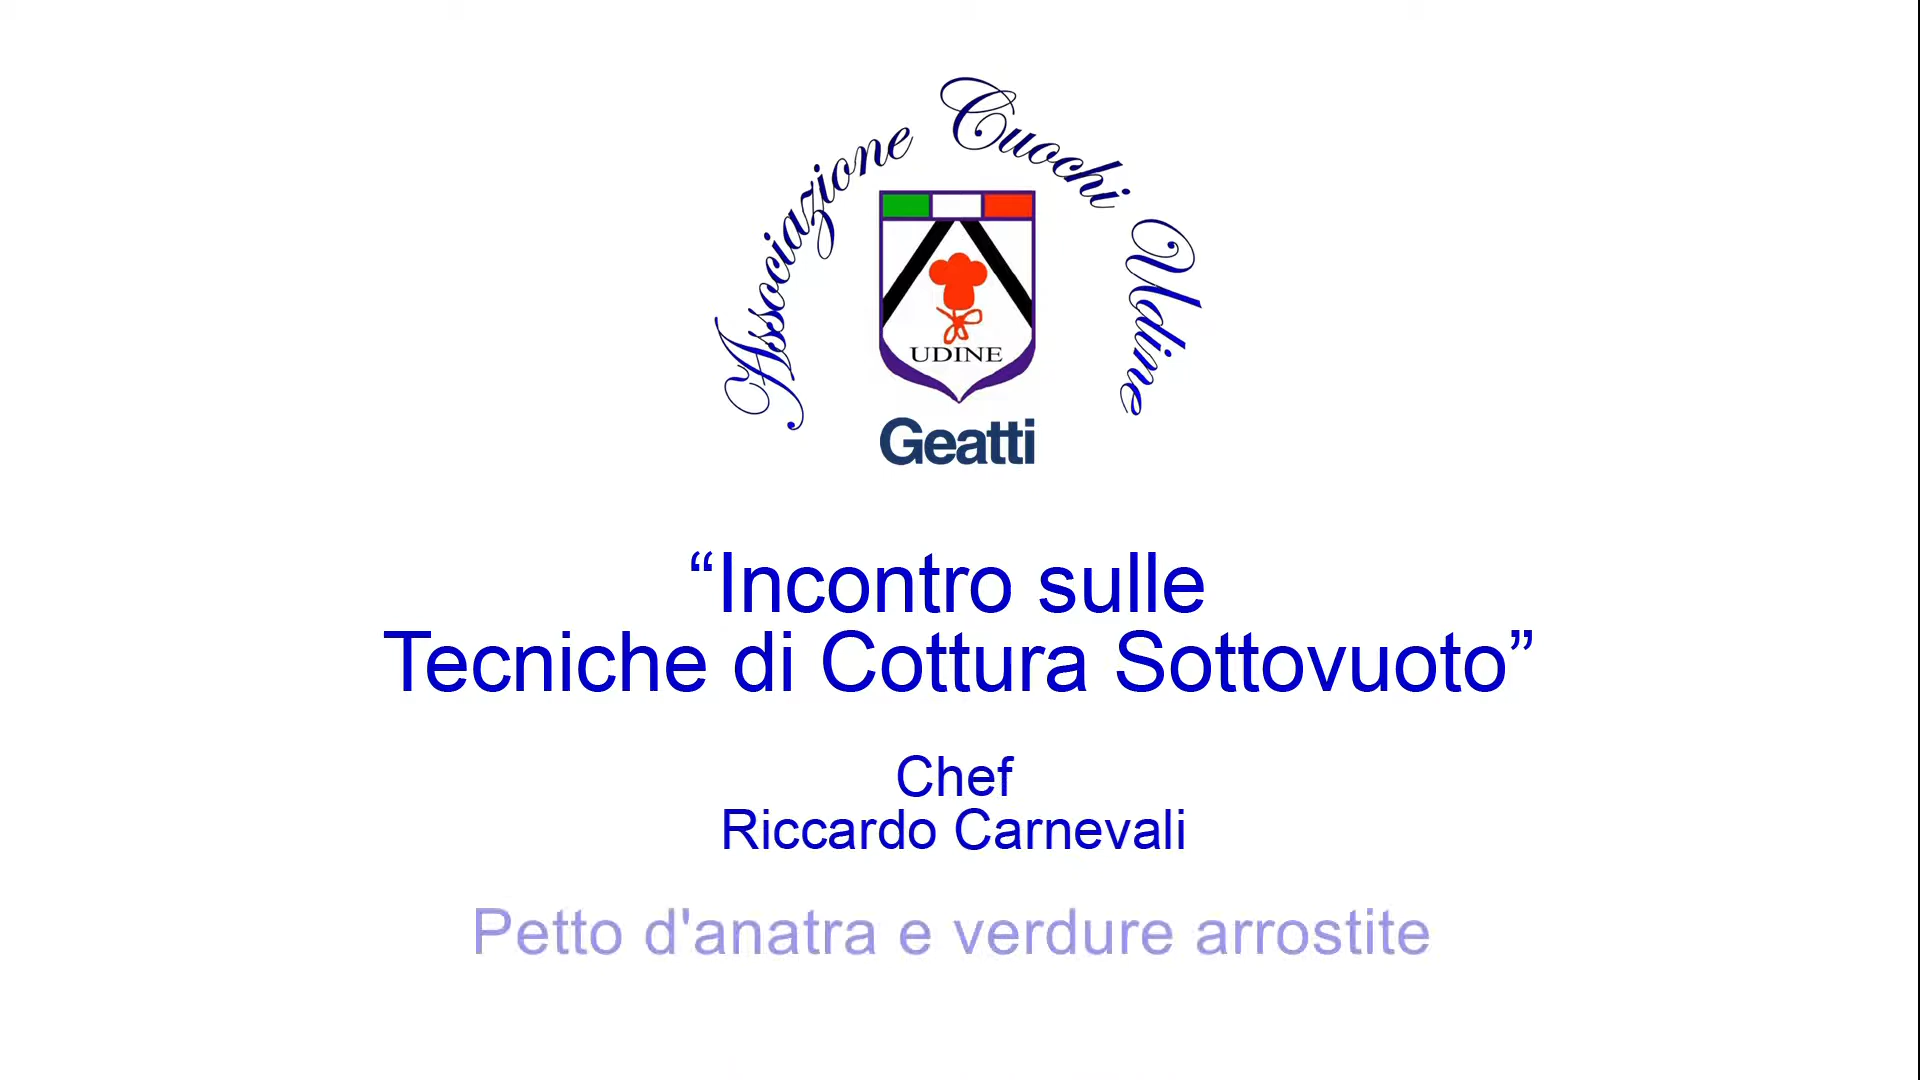 Associazione Cuochi Udine
UDINE
Geatti
“Incontro sulle
Tecniche di Cottura Sottovuoto”
Chef
Riccardo Carnevali
Petto d'anatra e verdure arrostite